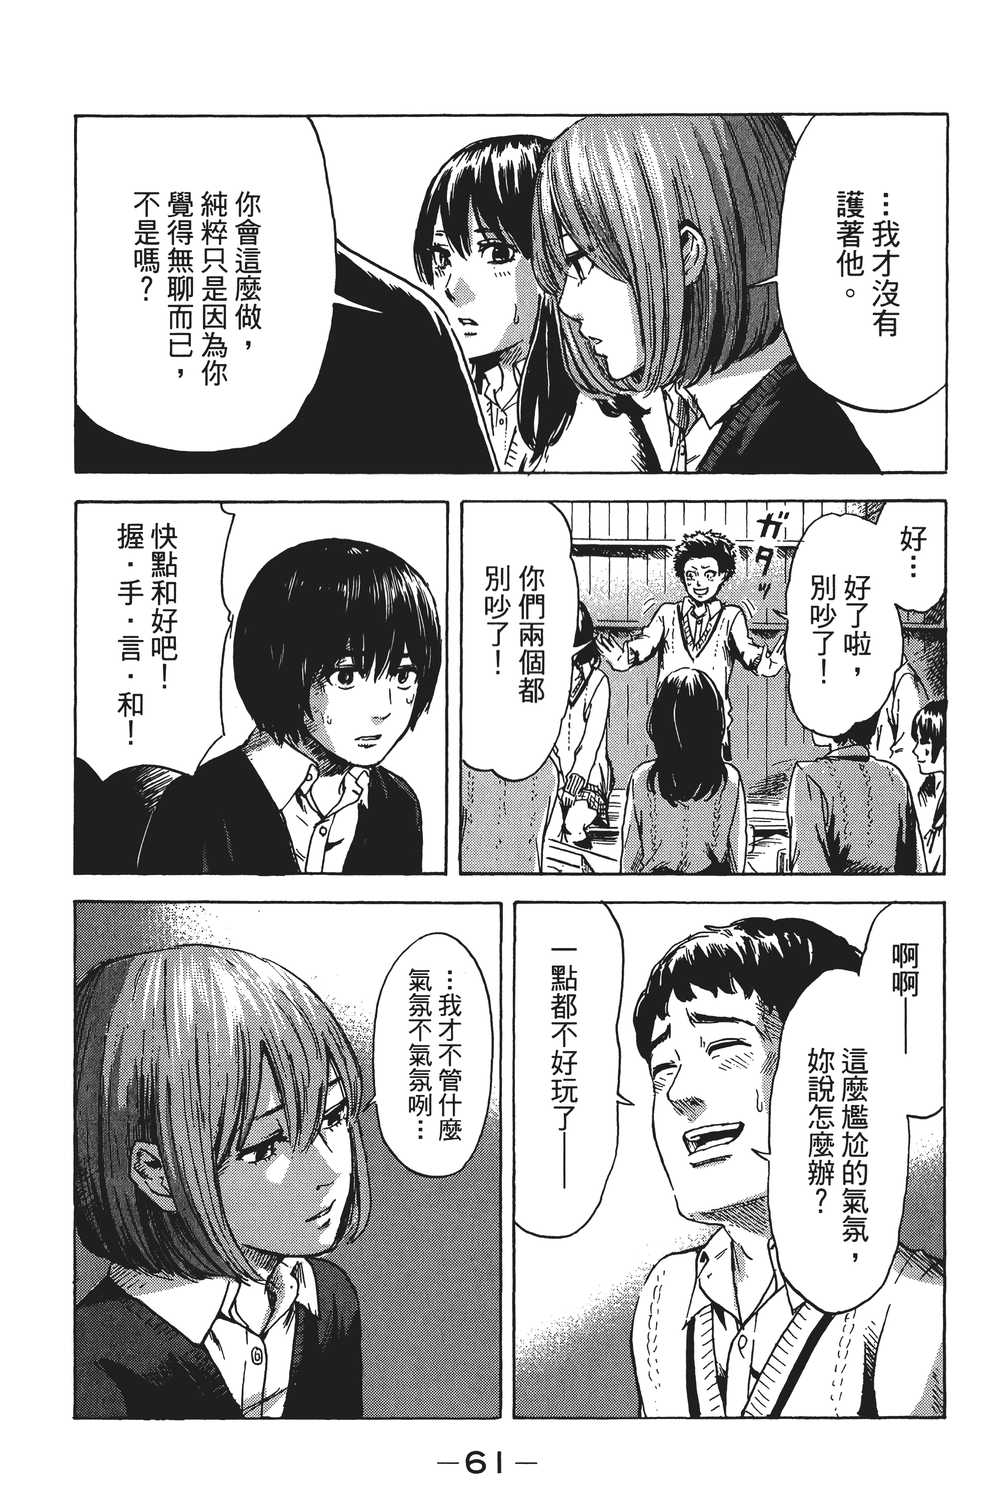 …我才沒有
護著他。
你會這麼做，
純粹只是因為你
覺得無聊而已，
不是嗎？
好…
好了啦，
別吵了！
ガタッ
你們兩個都
別吵了！
快點和好吧！
握．手．言．和！
啊啊——
這麼尷尬的氣氛，
妳說怎麼辦？
一點都不好玩了——
…我才不管什麼
氣氛不氣氛咧…
—61—